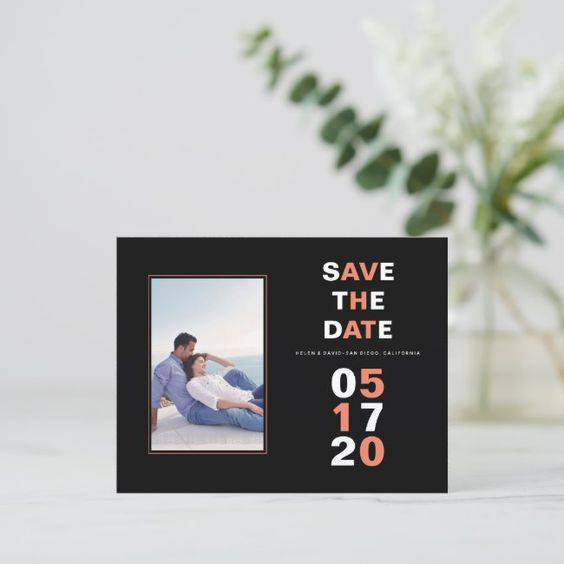 SAVE
THE
DATE
HELEN & DAVID-SAN DIEGO, CALIFORNIA
05
17
20